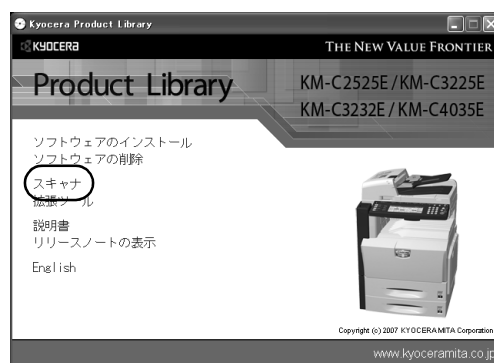 Kyocera Product Library
KYOCERA
THE NEW VALUE FRONTIER
Product Library
KM-C2525E / KM-C3225E
KM-C3232E / KM-C4035E
ソフトウェアのインストール
ソフトウェアの削除
スキャナ
拡張ツール
説明書
リリースノートの表示
English
Copyright (c) 2007 KYOCERA MITA Corporation
www.kyoceramita.co.jp